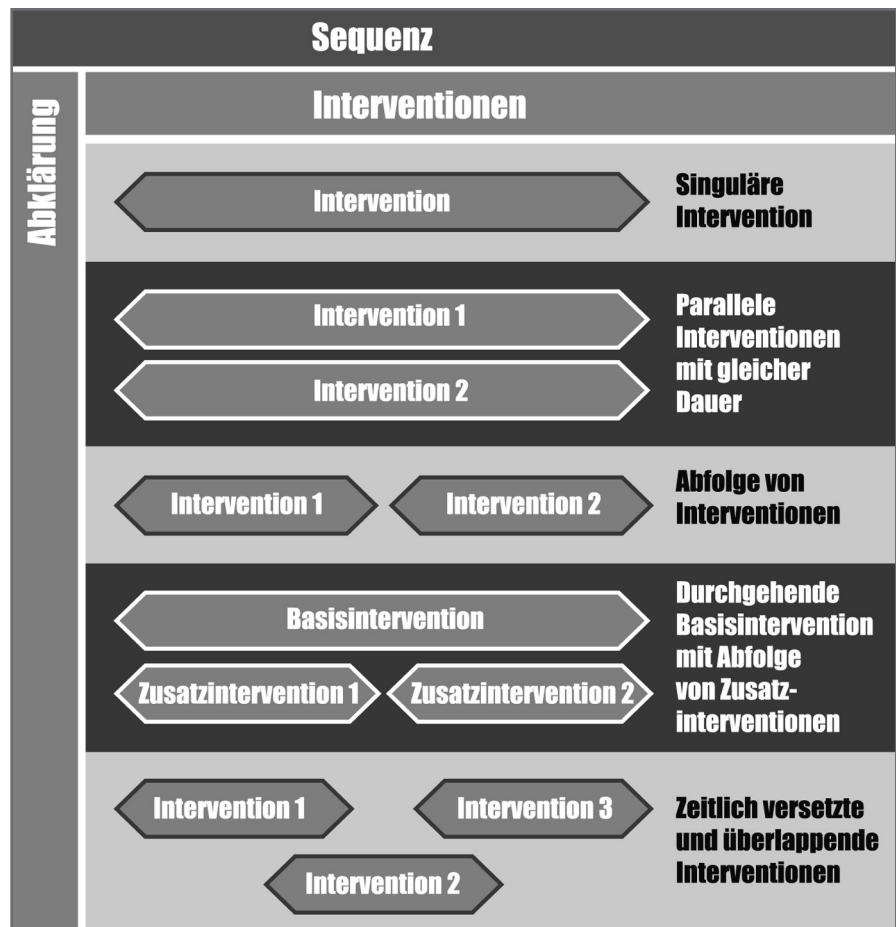 Sequenz
Abklärung
Interventionen
Intervention
Singuläre
Intervention
Intervention 1
Intervention 2
Parallele
Interventionen
mit gleicher
Dauer
Intervention 1
Intervention 2
Abfolge von
Interventionen
Basisintervention
Zusatzintervention 1
Zusatzintervention 2
Durchgehende
Basisintervention
mit Abfolge
von Zusatz-
interventionen
Intervention 1
Intervention 3
Intervention 2
Zeitlich versetzte
und überlappende
Interventionen